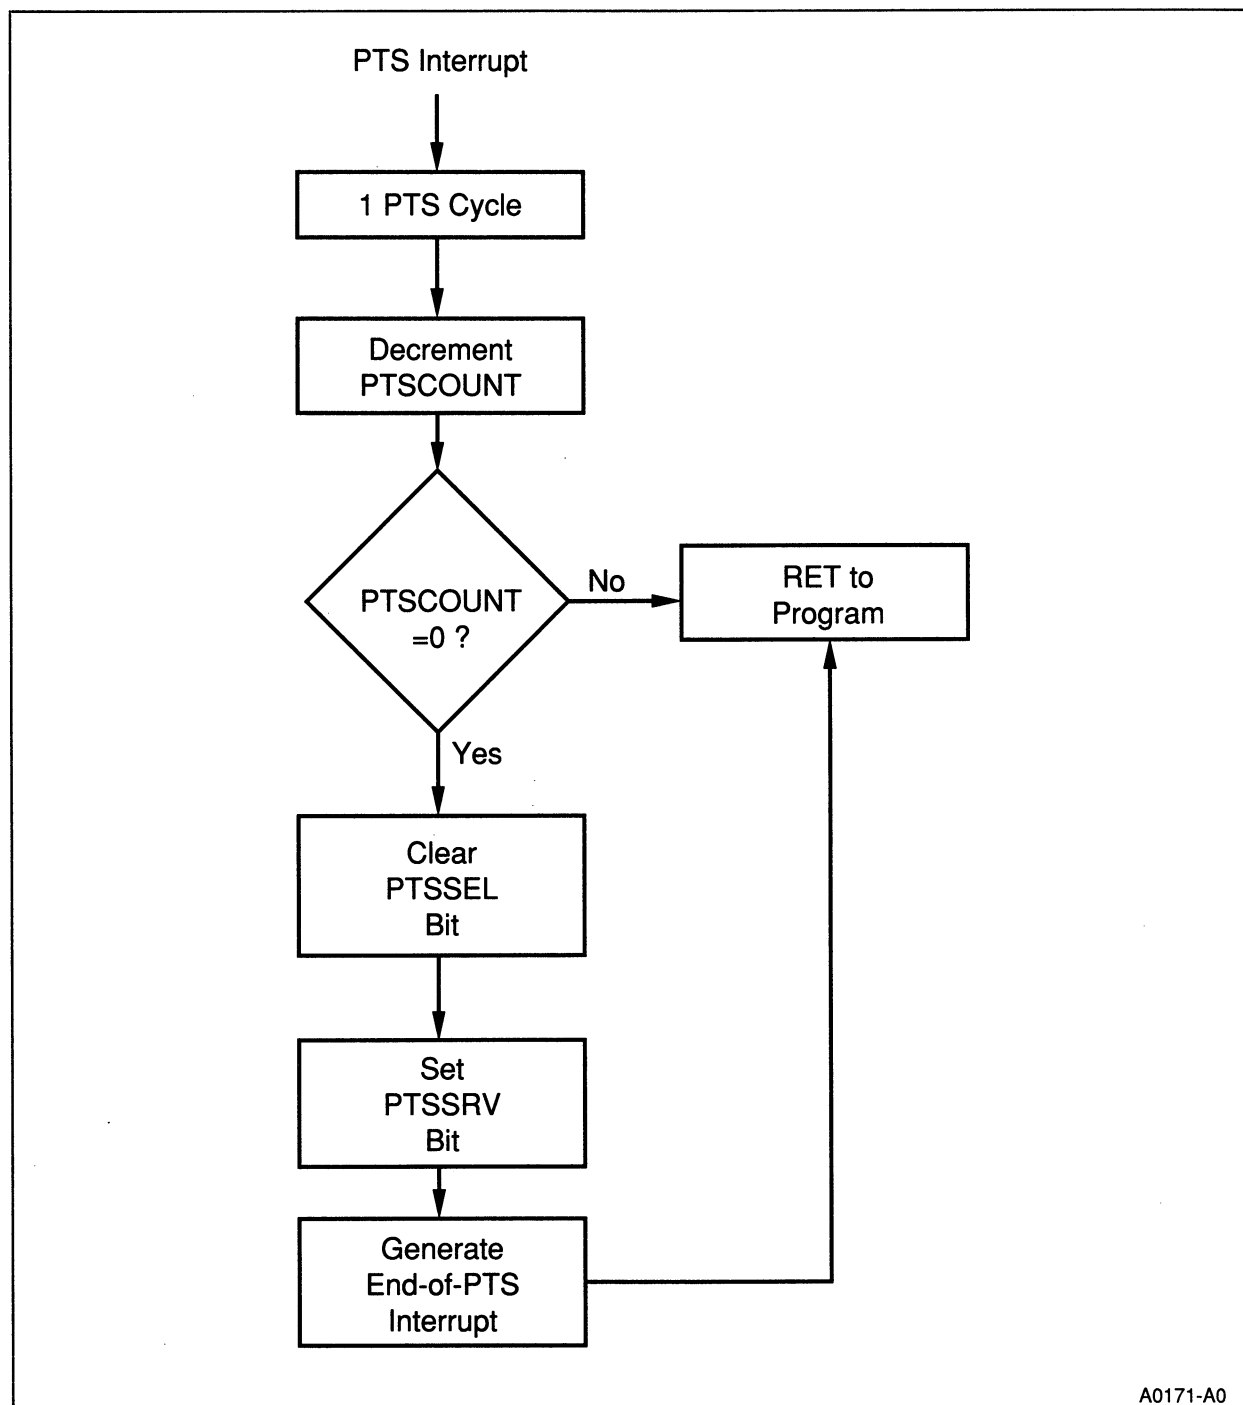 PTS Interrupt
1 PTS Cycle
Decrement
PTSCOUNT
PTSCOUNT
=0 ?
No
RET to
Program
Yes
Clear
PTSSEL
Bit
Set
PTSSRV
Bit
Generate
End-of-PTS
Interrupt
A0171-A0